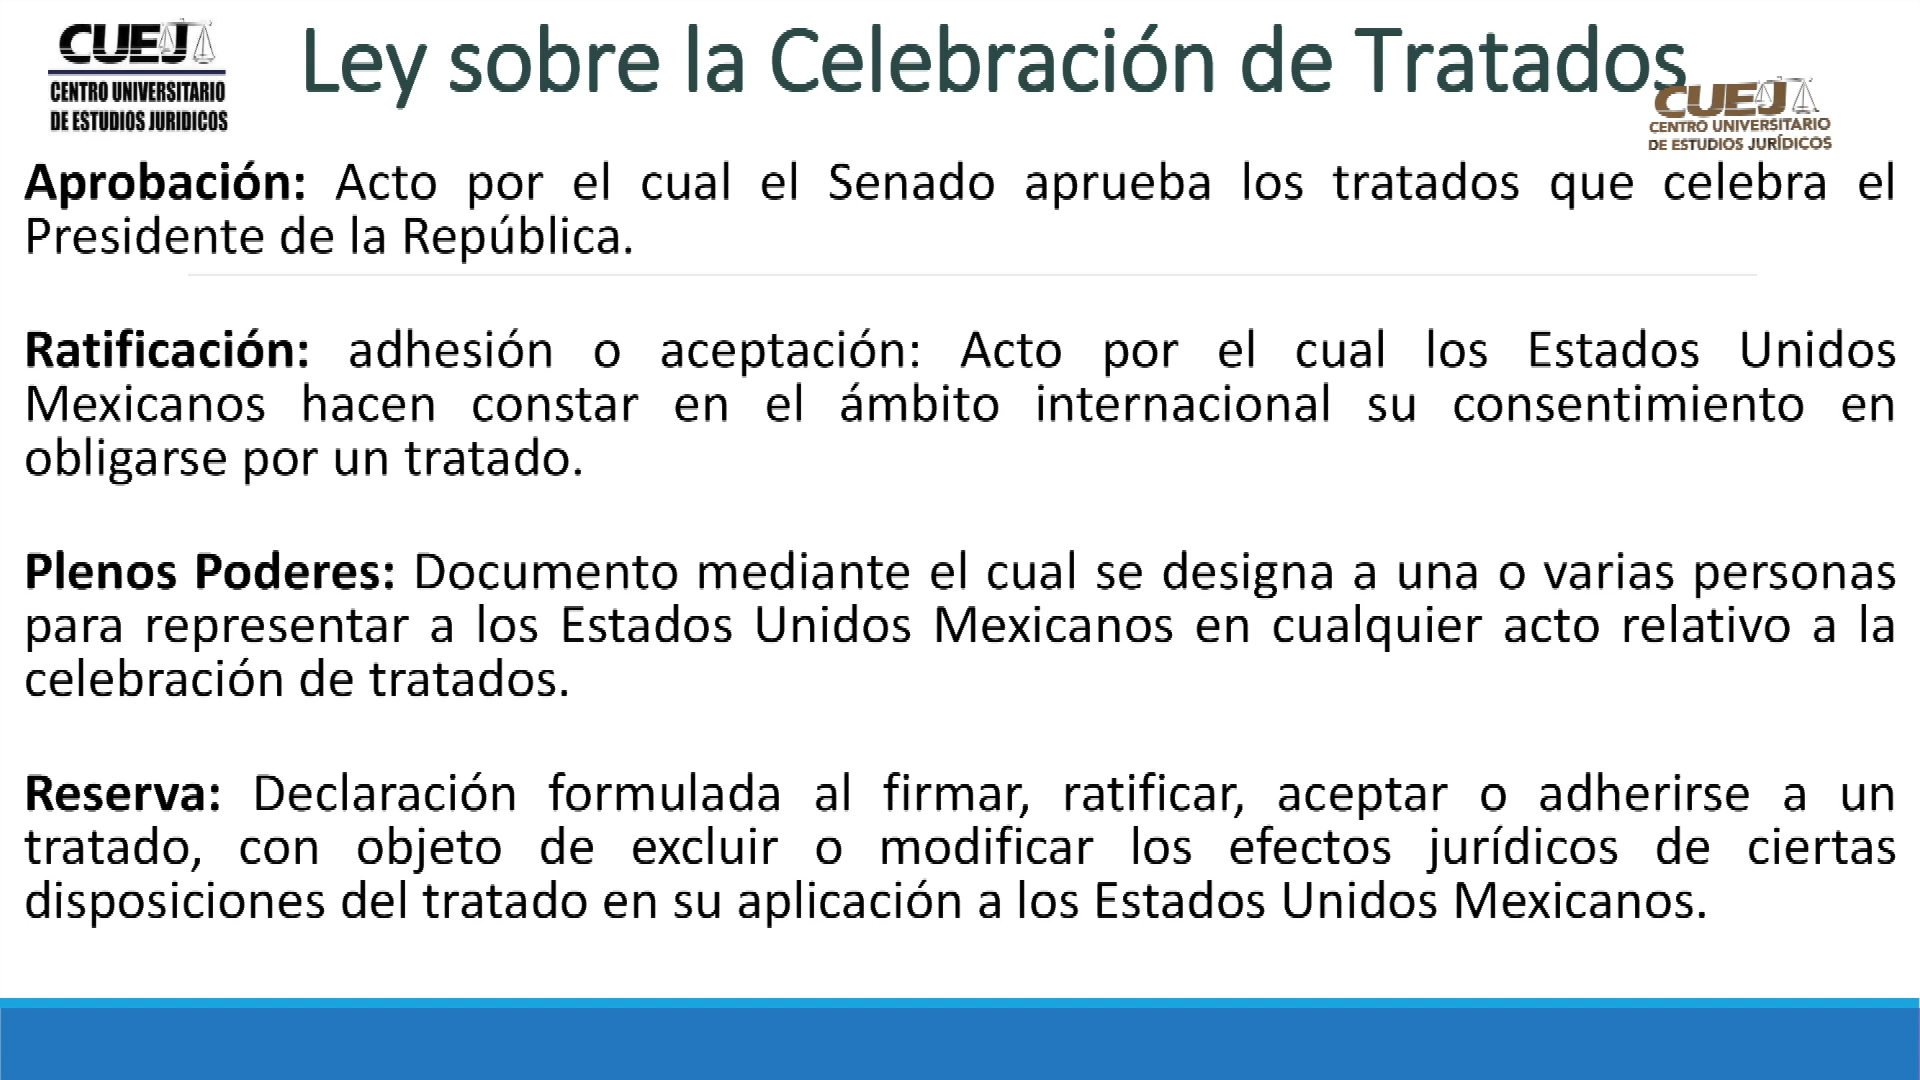 CUEJ
CENTRO UNIVERSITARIO
DE ESTUDIOS JURIDICOS
Ley sobre la Celebración de Tratados
CUEJ
CENTRO UNIVERSITARIO
DE ESTUDIOS JURÍDICOS
Aprobación: Acto por el cual el Senado aprueba los tratados que celebra el
Presidente de la República.
Ratificación: adhesión o aceptación: Acto por el cual los Estados Unidos
Mexicanos hacen constar en el ámbito internacional su consentimiento en
obligarse por un tratado.
Plenos Poderes: Documento mediante el cual se designa a una o varias personas
para representar a los Estados Unidos Mexicanos en cualquier acto relativo a la
celebración de tratados.
Reserva: Declaración formulada al firmar, ratificar, aceptar o adherirse a un
tratado, con objeto de excluir o modificar los efectos jurídicos de ciertas
disposiciones del tratado en su aplicación a los Estados Unidos Mexicanos.